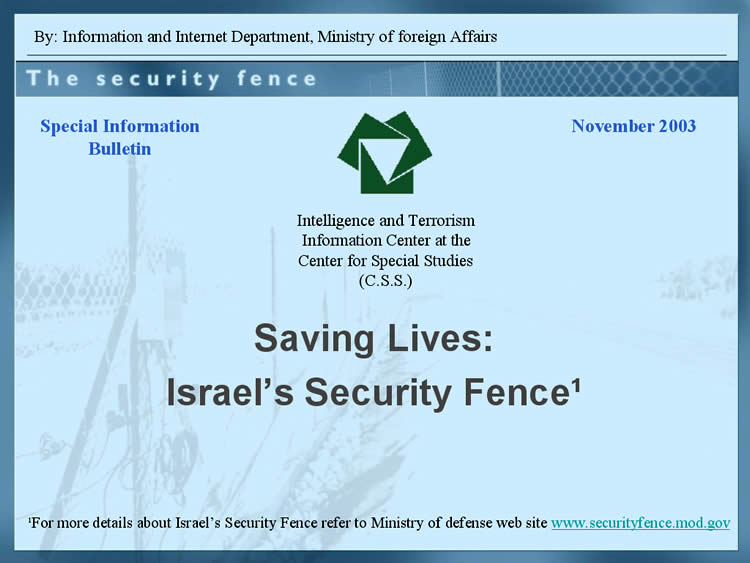 By: Information and Internet Department, Ministry of foreign Affairs
The security fence
Special Information
Bulletin
November 2003
Intelligence and Terrorism
Information Center at the
Center for Special Studies
(C.S.S.)
Saving Lives:
Israel’s Security Fence¹
¹For more details about Israel’s Security Fence refer to Ministry of defense web site www.securityfence.mod.gov